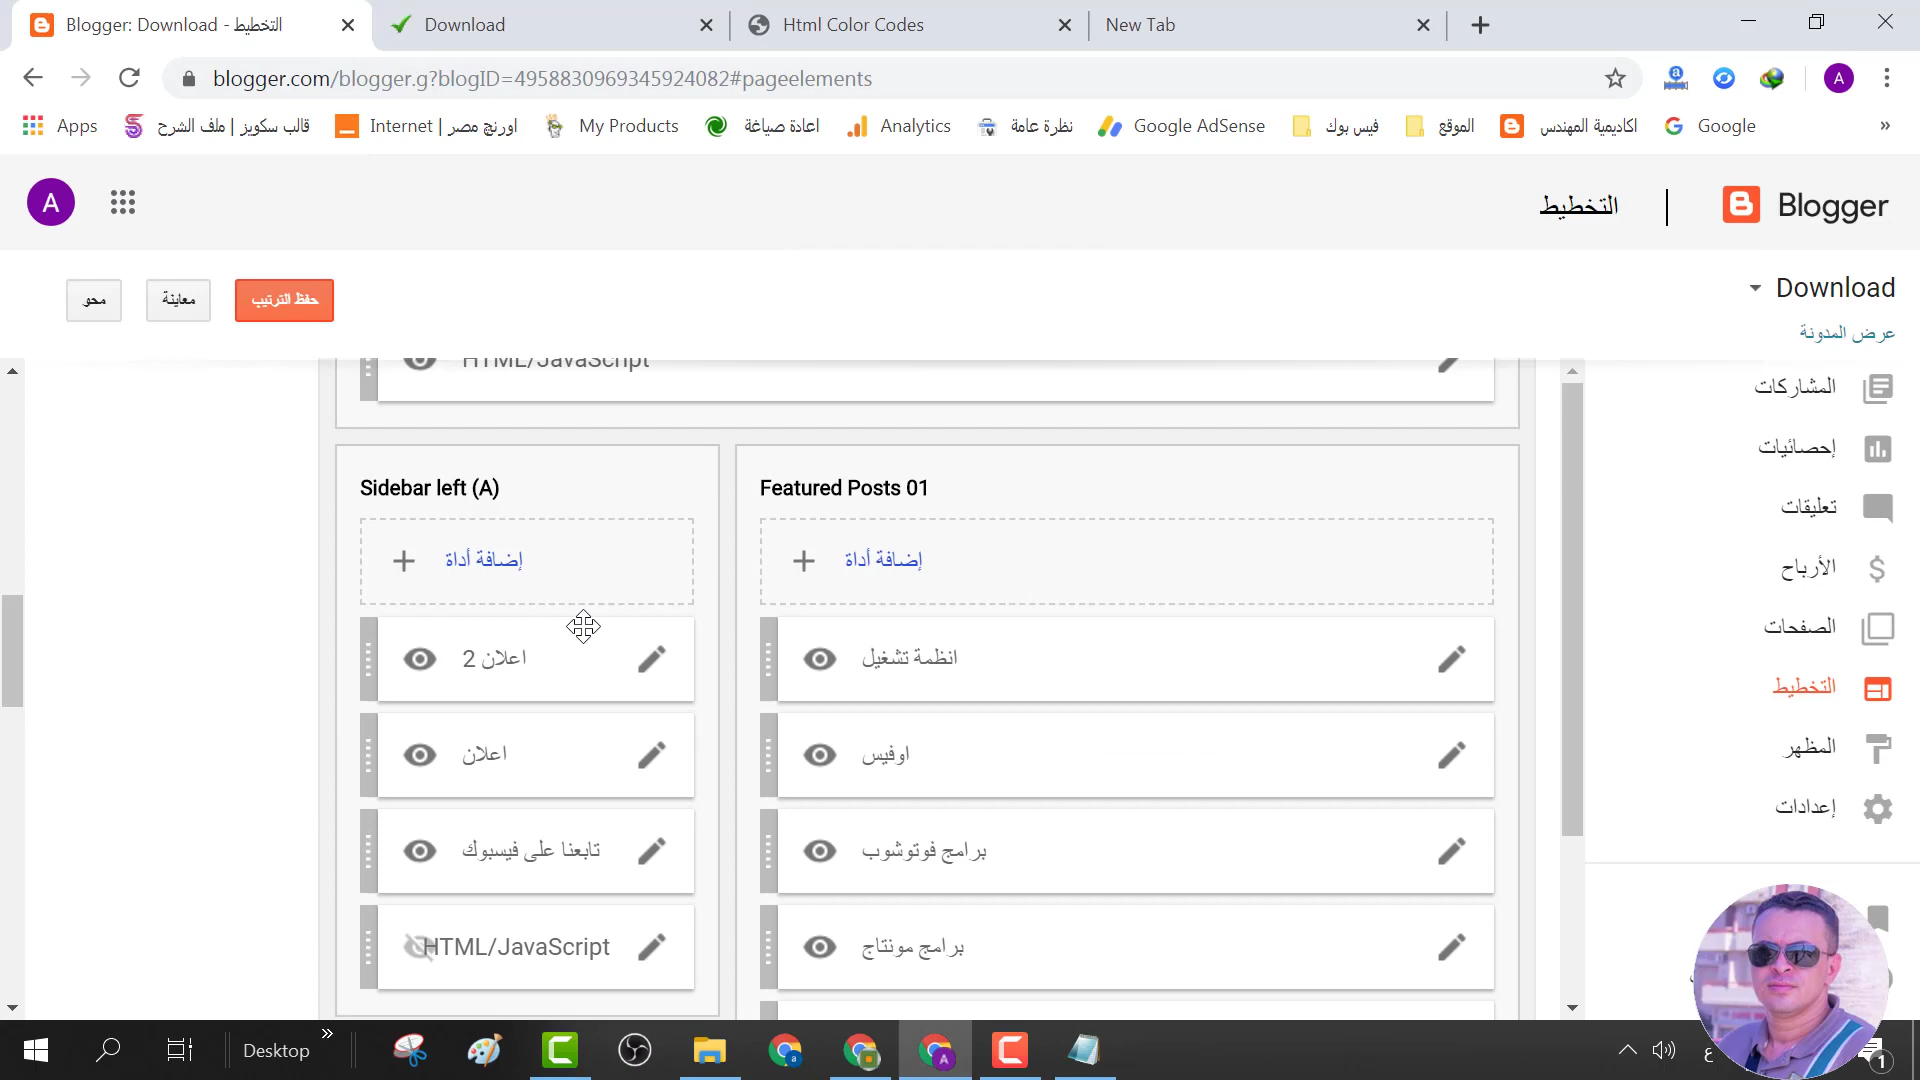 Blogger: Download - التخطيط
Download
Html Color Codes
New Tab
blogger.com/blogger.g?blogID=4958830969345924082#pageelements
Apps
قالب سكويز | ملف الشرح
Internet | اورنچ مصر
My Products
اعادة صياغة
Analytics
نظرة عامة
Google AdSense
فيس بوك
الموقع
اكاديمية المهندس
Google
»
A
التخطيط
Blogger
محو
معاينة
حفظ الترتيب
Download
عرض المدونة
HTML/JavaScript
المشاركات
إحصائيات
تعليقات
الأرباح
الصفحات
التخطيط
المظهر
إعدادات
Sidebar left (A)
إضافة أداة
اعلان 2
اعلان
تابعنا على فيسبوك
HTML/JavaScript
Featured Posts 01
إضافة أداة
انظمة تشغيل
اوفيس
برامج فوتوشوب
برامج مونتاج
Desktop
»
ع
1